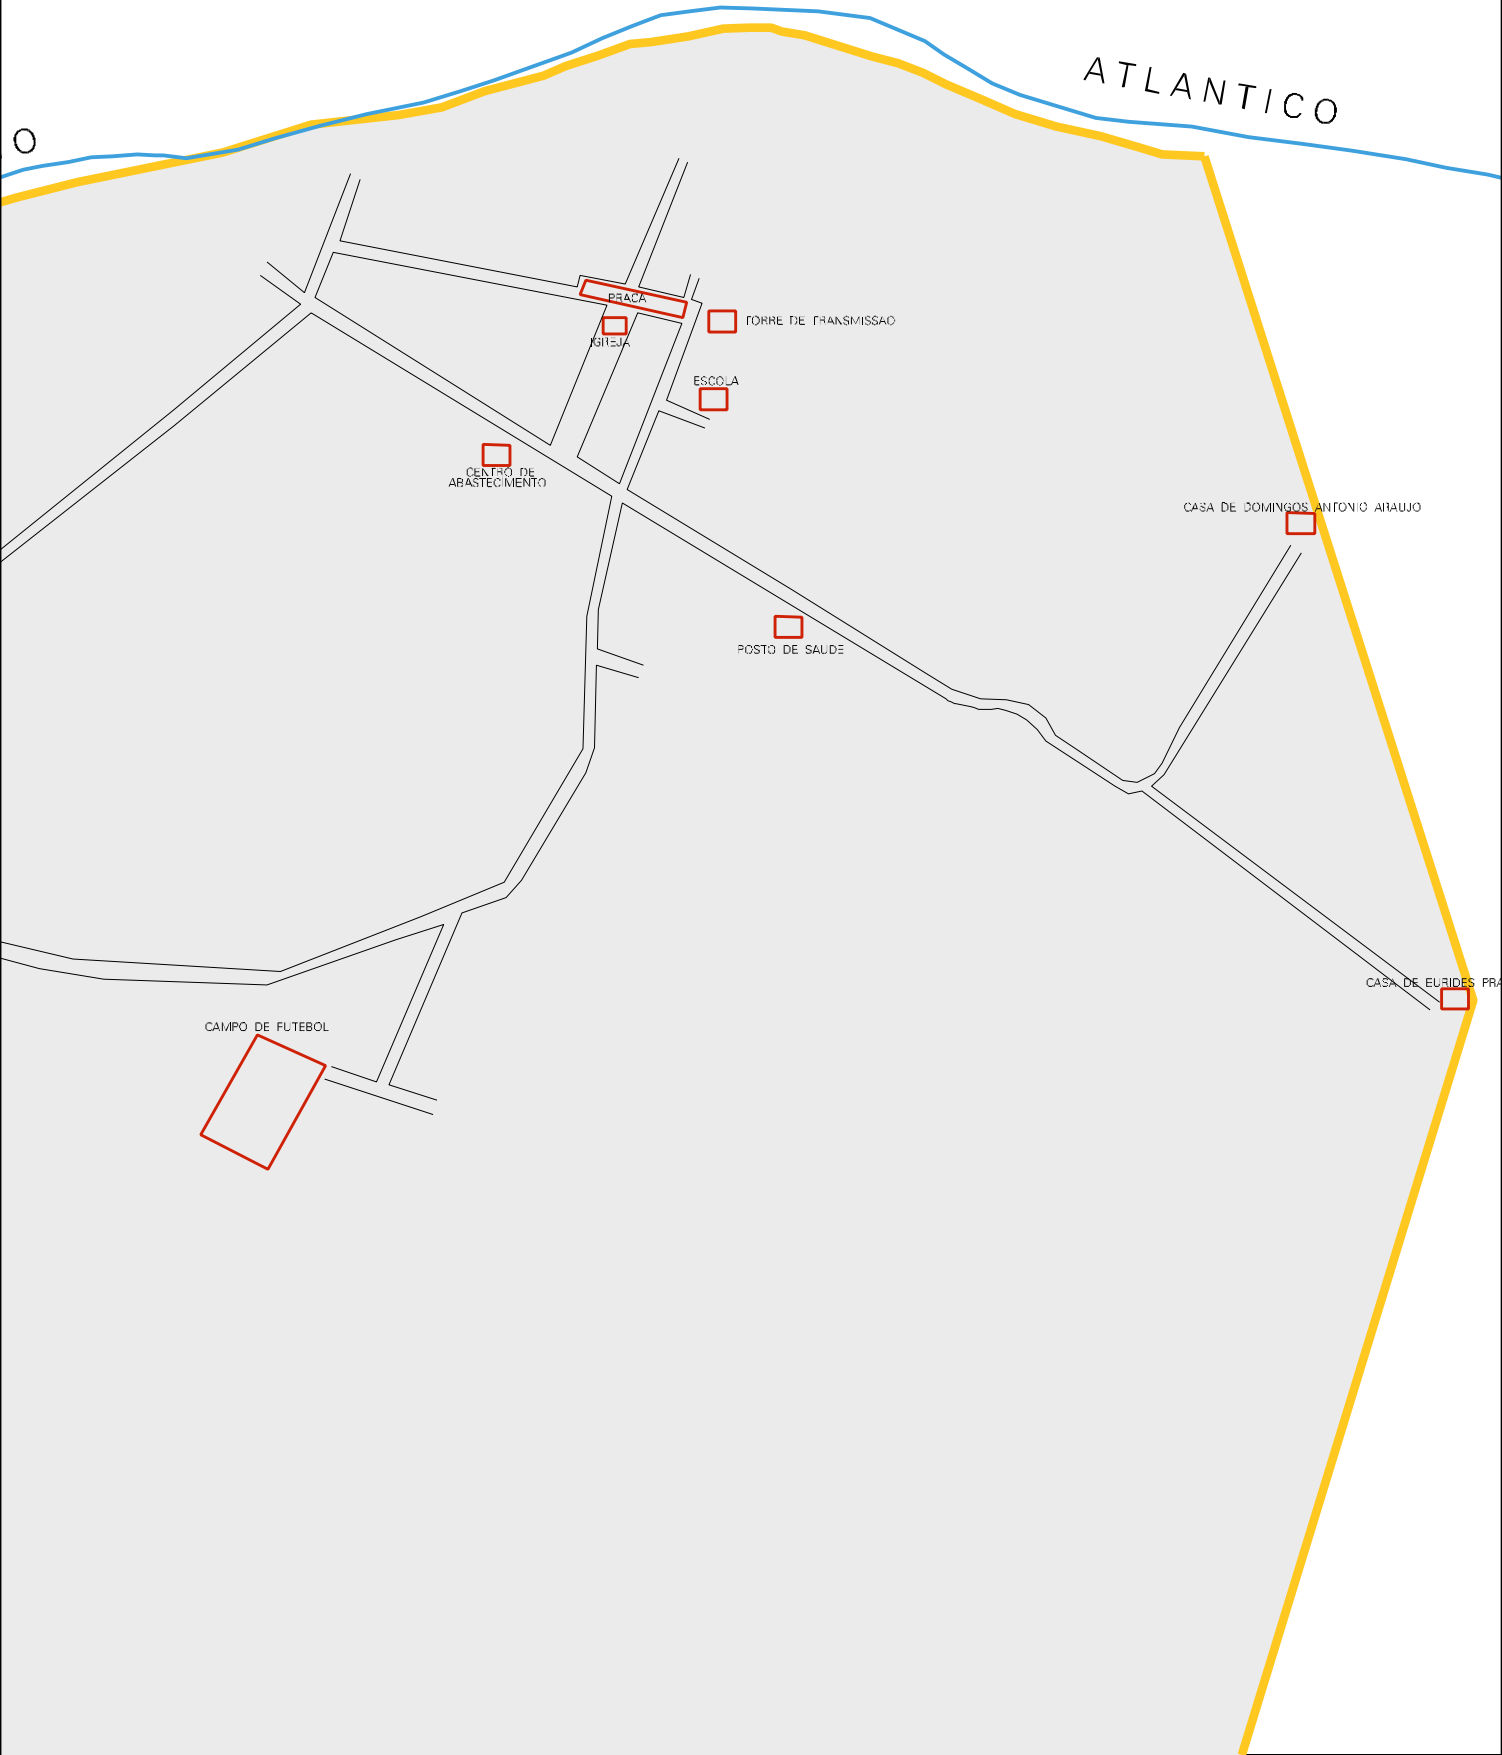 ATLANTICO
O
PRACA
TORRE DE TRANSMISSAO
IGREJA
ESCOLA
CENTRO DE
ABASTECIMENTO
CASA DE DOMINGOS ANTONIO ARAUJO
POSTO DE SAUDE
CASA DE EURIDES PRA
CAMPO DE FUTEBOL